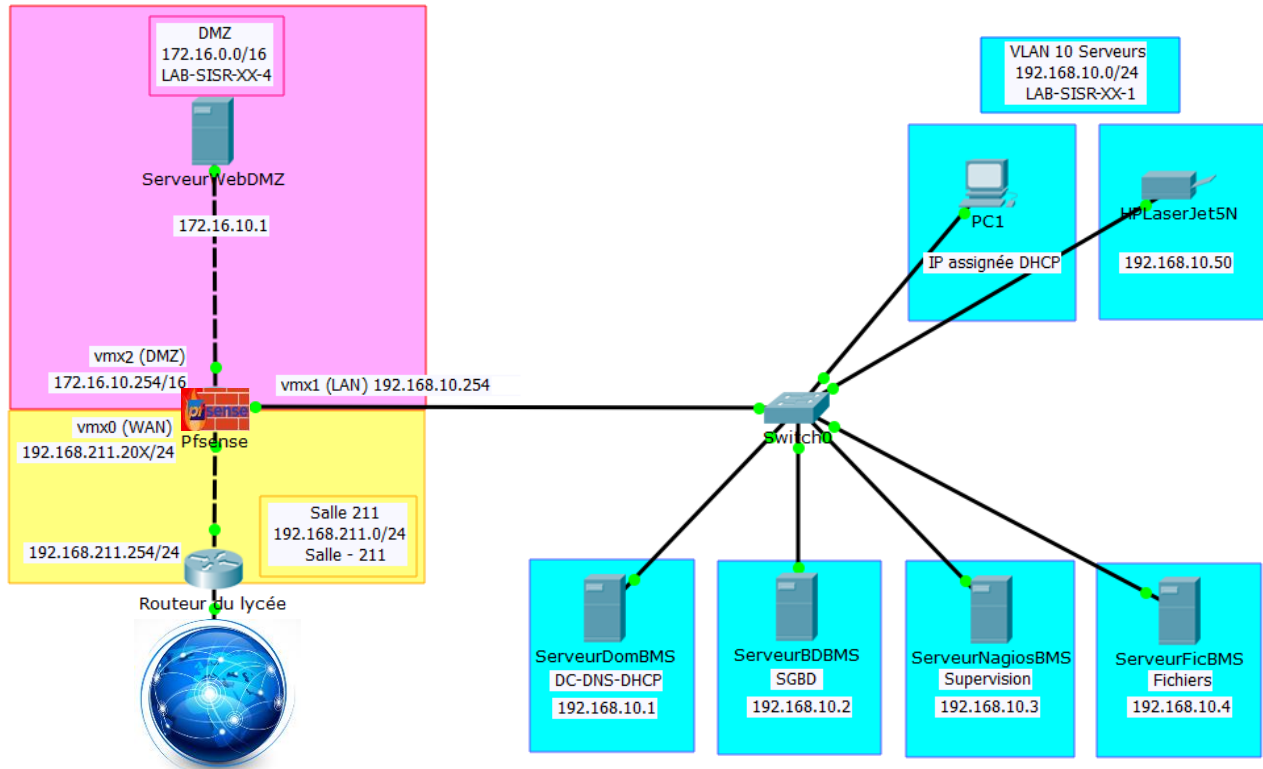 DMZ
172.16.0.0/16
LAB-SISR-XX-4
ServeurWebDMZ
172.16.10.1
vmx2 (DMZ)
172.16.10.254/16
pfsense
Pfsense
vmx1 (LAN) 192.168.10.254
vmx0 (WAN)
192.168.211.20X/24
Salle 211
192.168.211.0/24
Salle - 211
192.168.211.254/24
Routeur du lycée
VLAN 10 Serveurs
192.168.10.0/24
LAB-SISR-XX-1
PC1
IP assignée DHCP
HPLaserJet5N
192.168.10.50
Switch0
ServeurDomBMS
DC-DNS-DHCP
192.168.10.1
ServeurBDBMS
SGBD
192.168.10.2
ServeurNagiosBMS
Supervision
192.168.10.3
ServeurFicBMS
Fichiers
192.168.10.4